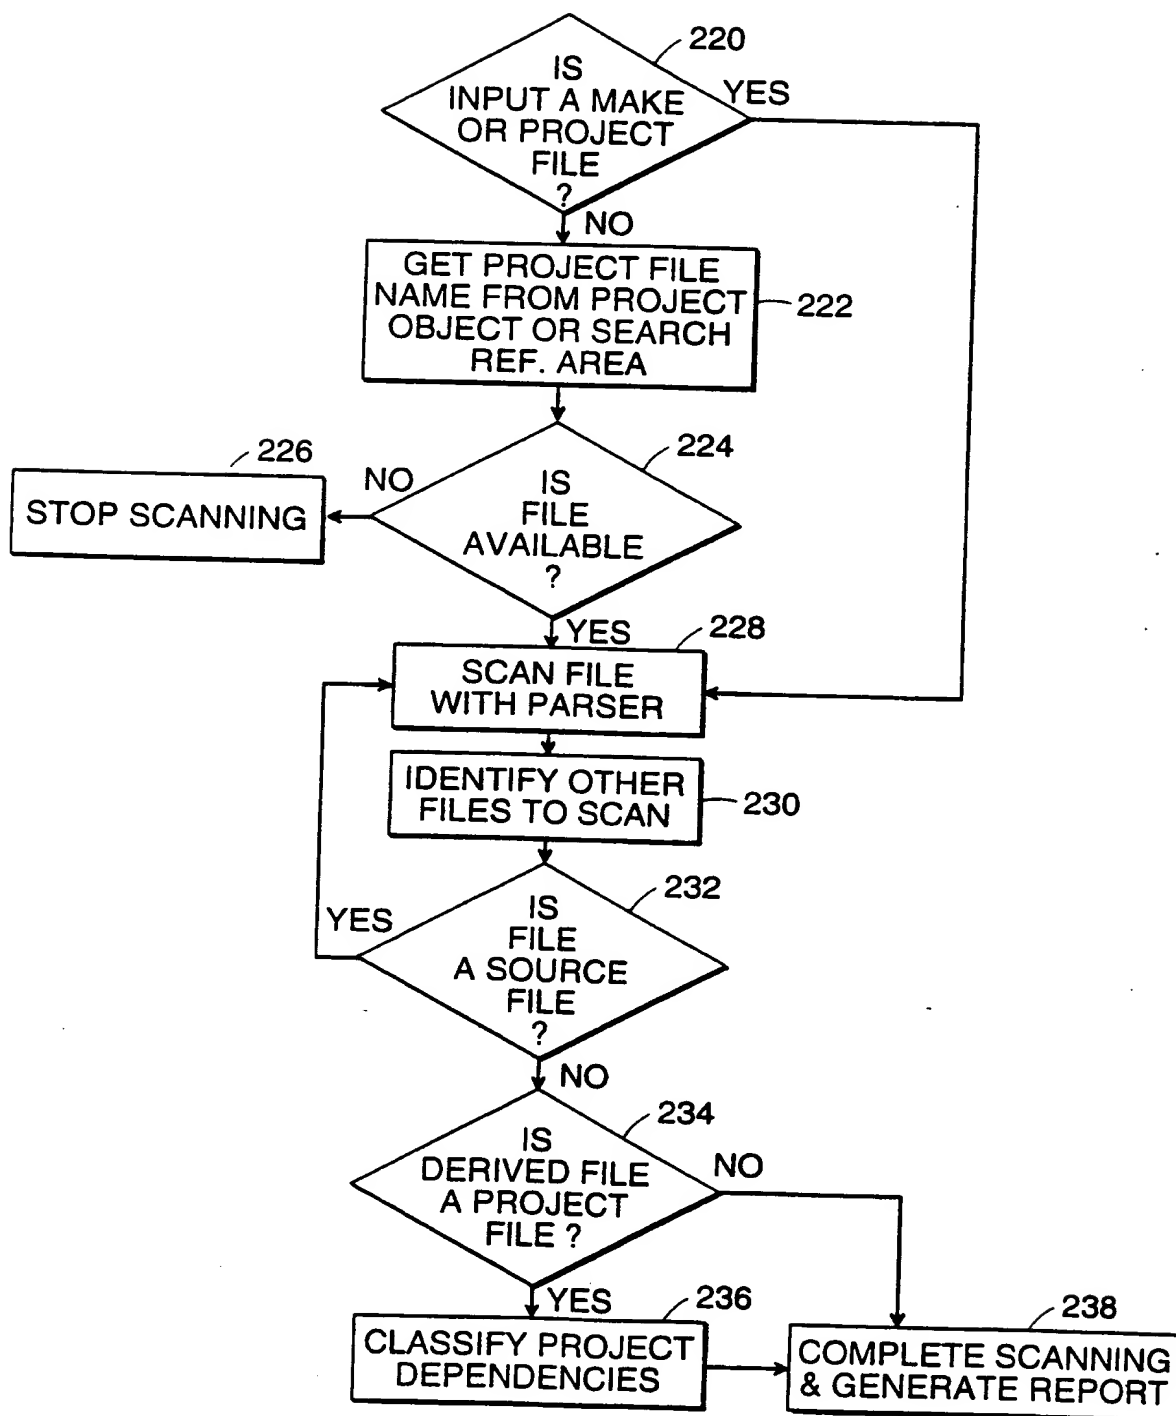 220
IS
INPUT A MAKE
OR PROJECT
FILE
?
YES
NO
GET PROJECT FILE
NAME FROM PROJECT
OBJECT OR SEARCH
REF. AREA
222
224
226
NO
IS
FILE
AVAILABLE
?
STOP SCANNING
YES
228
SCAN FILE
WITH PARSER
IDENTIFY OTHER
FILES TO SCAN
230
232
YES
IS
FILE
A SOURCE
FILE
?
NO
234
IS
DERIVED FILE
A PROJECT
FILE ?
NO
YES
236
CLASSIFY PROJECT
DEPENDENCIES
238
COMPLETE SCANNING
& GENERATE REPORT